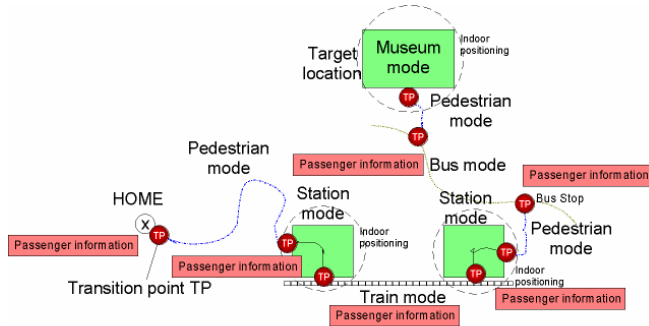 Target
location
Museum
mode
Indoor
positioning
TP
Pedestrian
mode
TP
Passenger information
Bus mode
Passenger information
Pedestrian
mode
HOME
X
TP
Passenger information
Transition point TP
Station
mode
Indoor
positioning
TP
Passenger information
TP
Train mode
Passenger information
Station
mode
TP
Bus Stop
Pedestrian
mode
TP
TP
Indoor
positioning
Passenger information